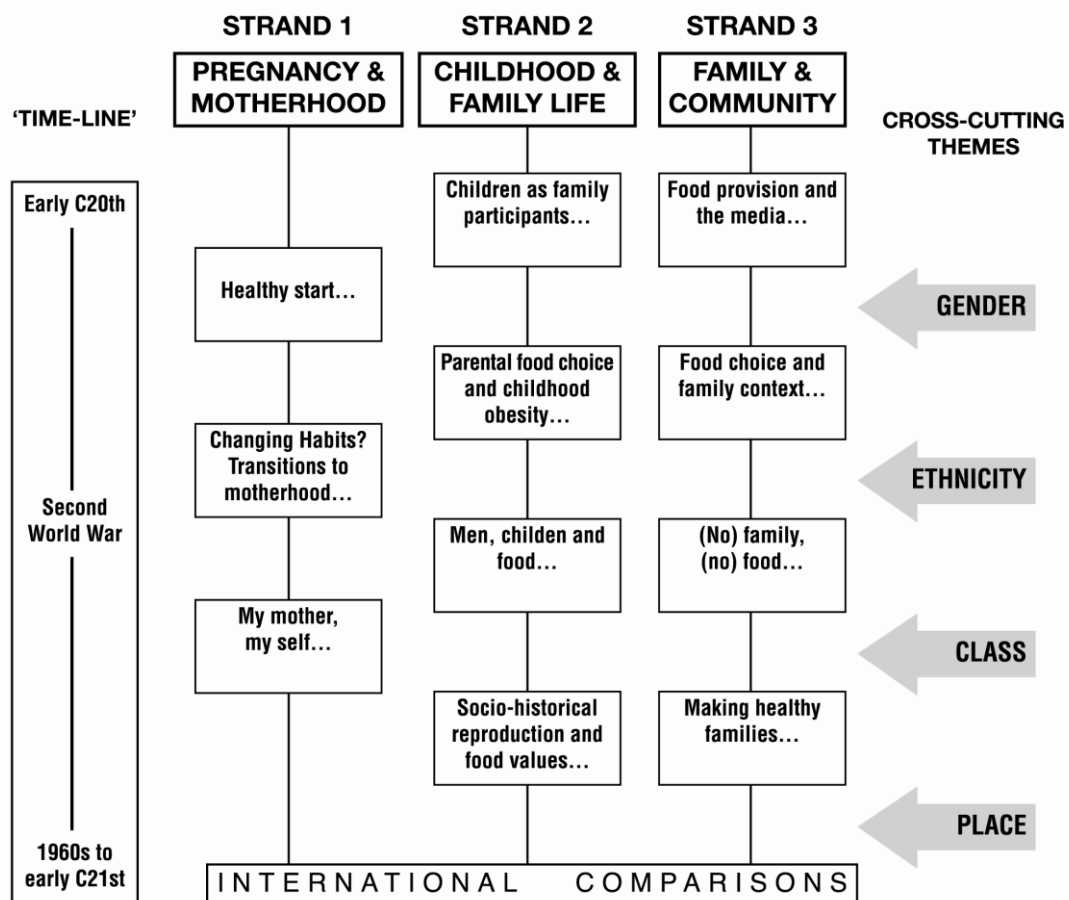 STRAND 1
PREGNANCY &
MOTHERHOOD
STRAND 2
CHILDHOOD &
FAMILY LIFE
STRAND 3
FAMILY &
COMMUNITY
'TIME-LINE'
CROSS-CUTTING
THEMES
Early C20th
Second
World War
1960s to
early C21st
Healthy start...
Changing Habits?
Transitions to
motherhood...
My mother,
my self...
Children as family
participants...
Parental food choice
and childhood
obesity...
Men, childen and
food...
Socio-historical
reproduction and
food values...
Food provision and
the media...
Food choice and
family context...
(No) family,
(no) food...
Making healthy
families...
GENDER
ETHNICITY
CLASS
PLACE
INTERNATIONAL COMPARISONS